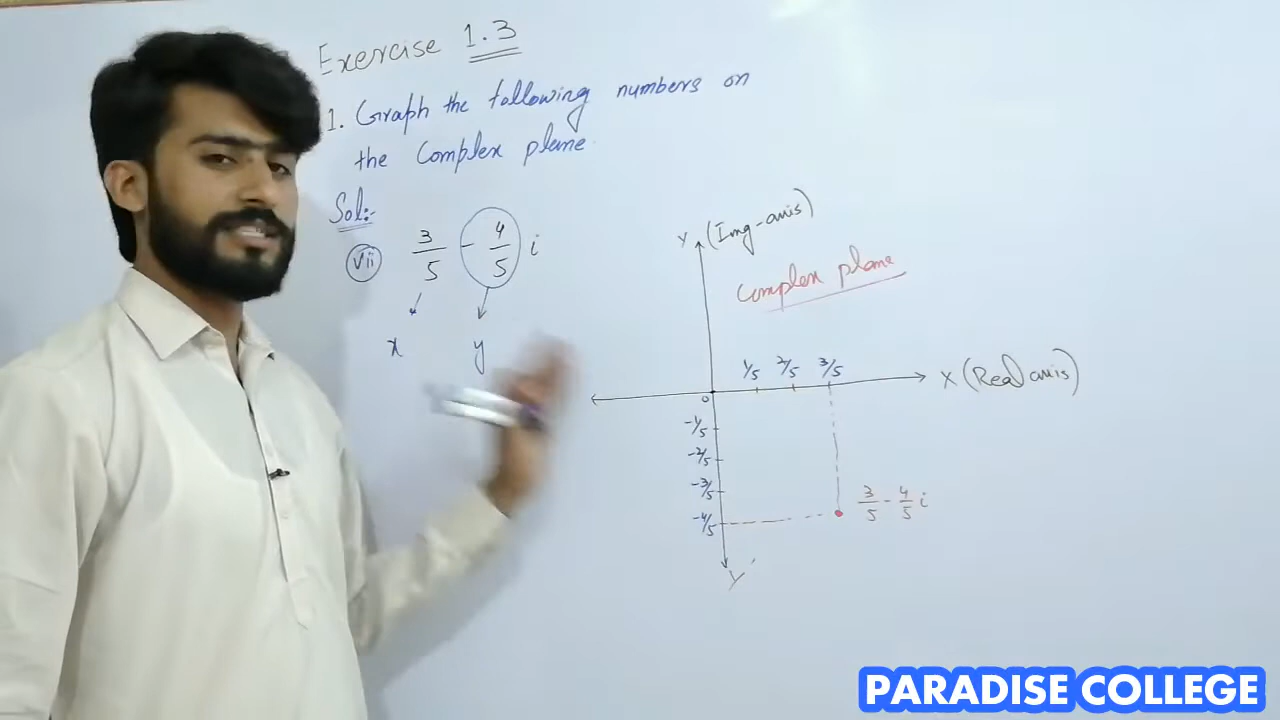 Exercise 1.3
1. Graph the following numbers on
the Complex plane
Sol:-
vii 3/5 - 4/5 i
x y
Y (Img-axis)
Complex plane
1/5 2/5 3/5
X (Real axis)
0
-1/5
-2/5
-3/5
-4/5
3/5 - 4/5 i
Y'
PARADISE COLLEGE